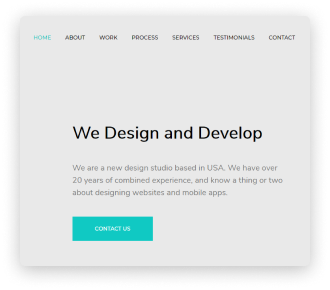 HOME ABOUT WORK PROCESS SERVICES TESTIMONIALS CONTACT
We Design and Develop
We are a new design studio based in USA. We have over
20 years of combined experience, and know a thing or two
about designing websites and mobile apps.
CONTACT US